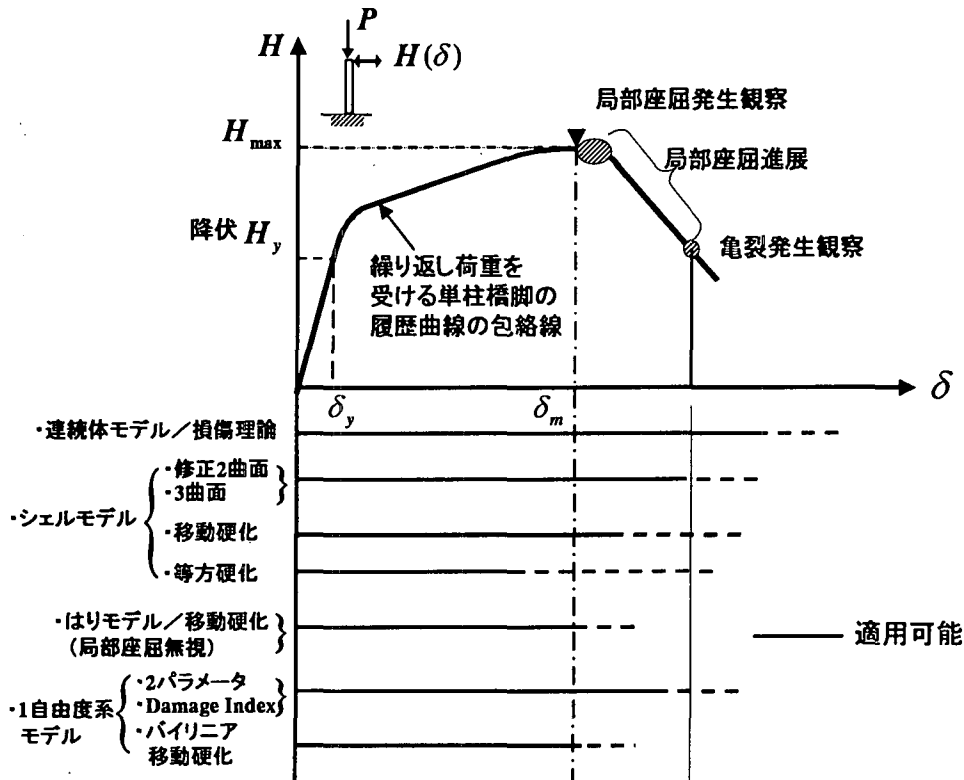 P
H
H(δ)
局部座屈発生観察
H max
局部座屈進展
降伏 H y
亀裂発生観察
繰り返し荷重を
受ける単柱橋脚の
履歴曲線の包絡線
δ y
δ m
δ
・連続体モデル／損傷理論
・修正2曲面
・3曲面
・シェルモデル
・移動硬化
・等方硬化
・はりモデル／移動硬化
(局部座屈無視)
適用可能
・2パラメータ
・Damage Index
・1自由度系
モデル
・バイリニア
移動硬化